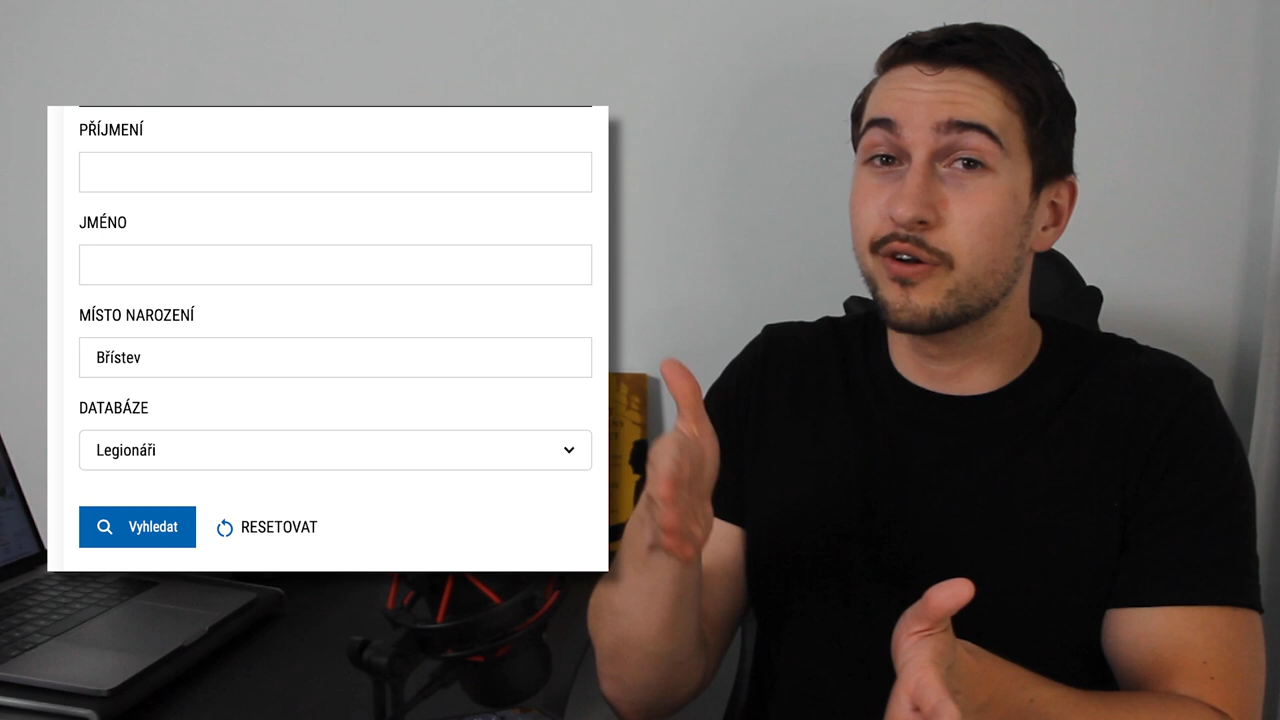 PŘÍJMENÍ
JMÉNO
MÍSTO NAROZENÍ
Břístev
DATABÁZE
Legionáři
Vyhledat
RESETOVAT